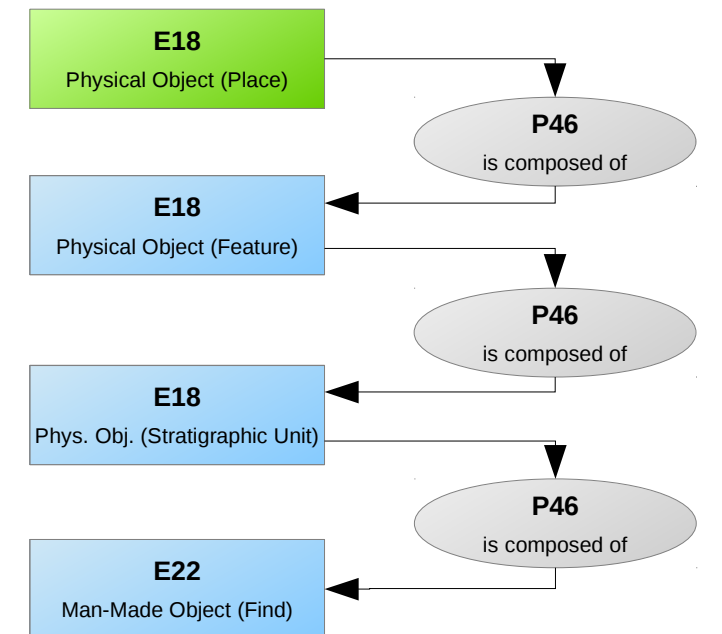 E18
Physical Object (Place)
P46
is composed of
E18
Physical Object (Feature)
P46
is composed of
E18
Phys. Obj. (Stratigraphic Unit)
P46
is composed of
E22
Man-Made Object (Find)